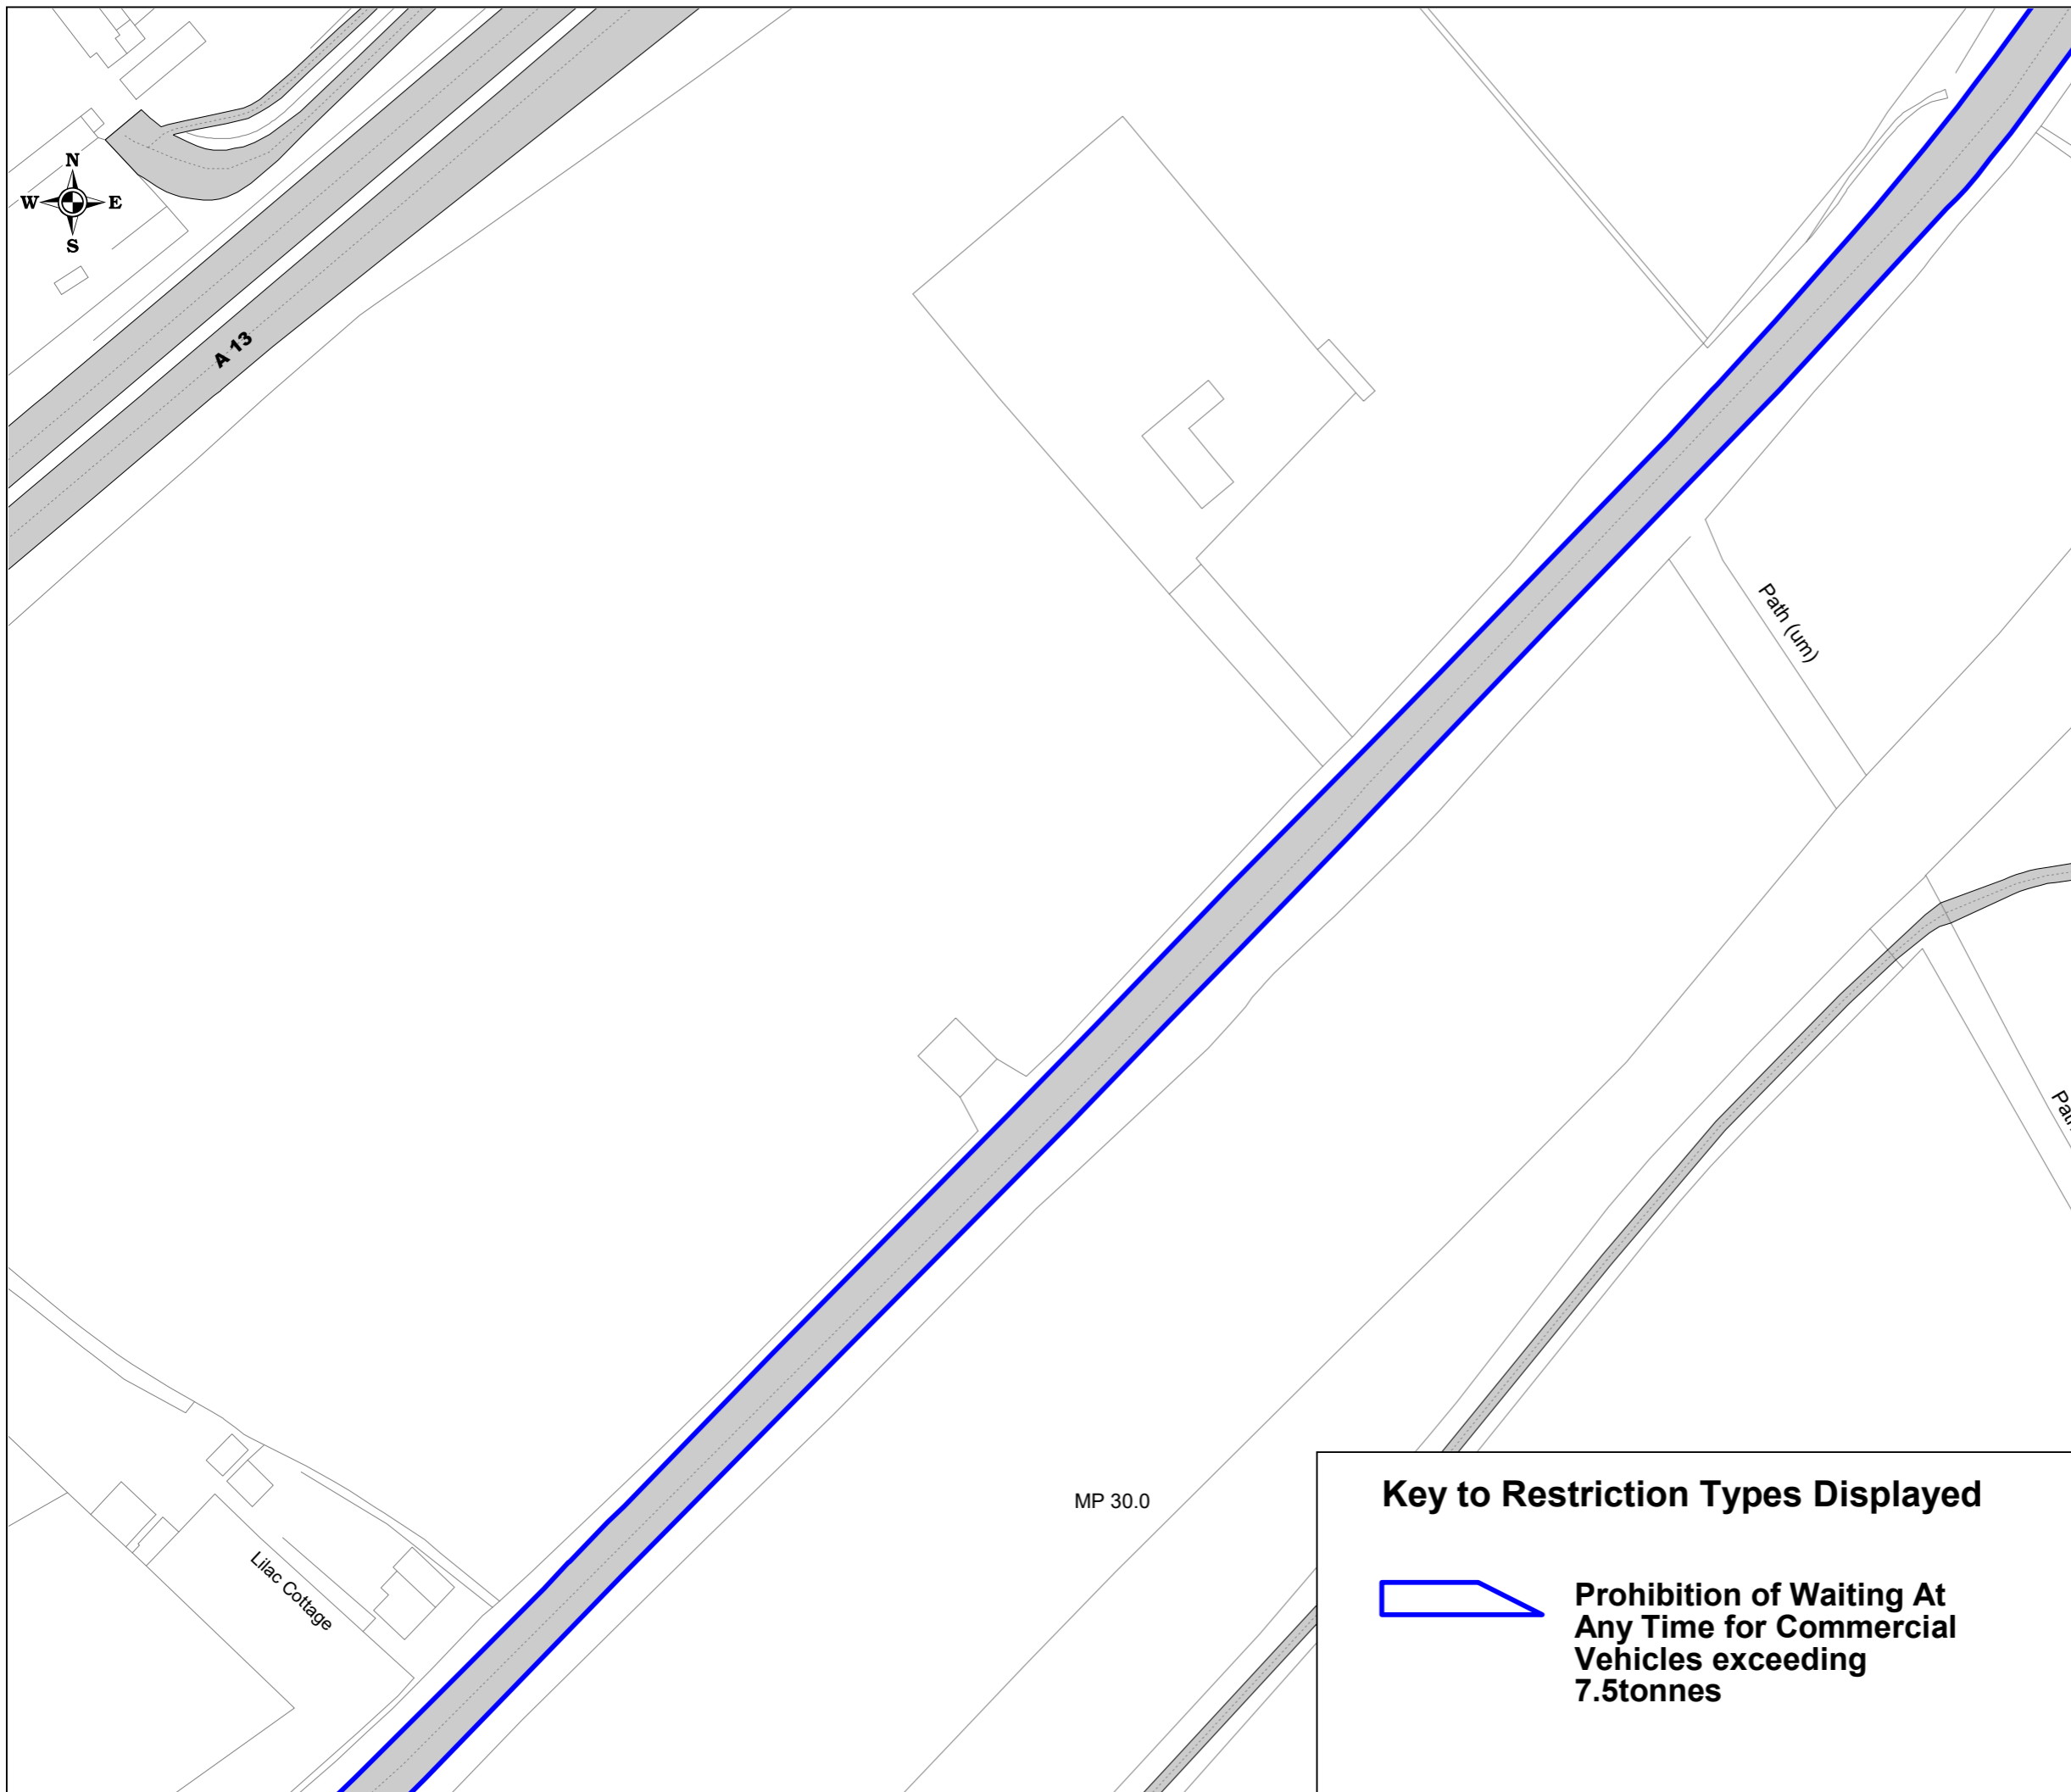 N
W E
S
A 13
Path (um)
Path
MP 30.0
Lilac Cottage
Key to Restriction Types Displayed
Prohibition of Waiting At
Any Time for Commercial
Vehicles exceeding
7.5tonnes